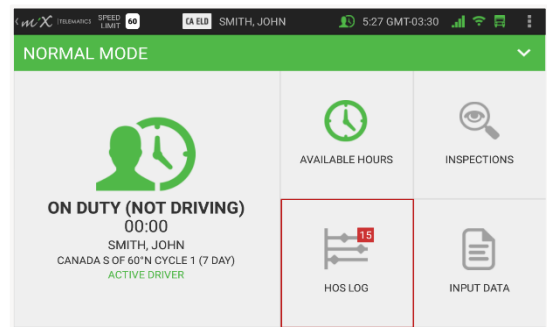 miX TELEMATICS SPEED LIMIT 60 CA ELD SMITH, JOHN 5:27 GMT-03:30
NORMAL MODE
ON DUTY (NOT DRIVING)
00:00
SMITH, JOHN
CANADA S OF 60°N CYCLE 1 (7 DAY)
ACTIVE DRIVER
AVAILABLE HOURS
INSPECTIONS
15
HOS LOG
INPUT DATA